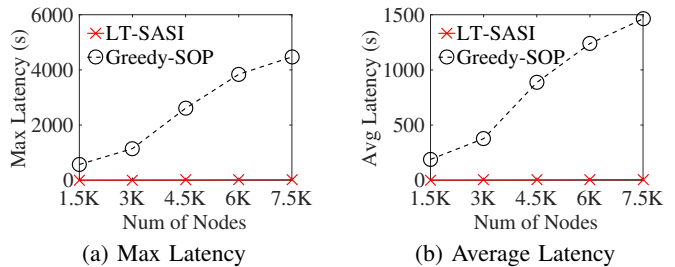 6000
4000
2000
0
Max Latency (s)
LT-SASI
Greedy-SOP
1.5K 3K 4.5K 6K 7.5K
Num of Nodes
(a) Max Latency
1500
1000
500
0
Avg Latency (s)
LT-SASI
Greedy-SOP
1.5K 3K 4.5K 6K 7.5K
Num of Nodes
(b) Average Latency